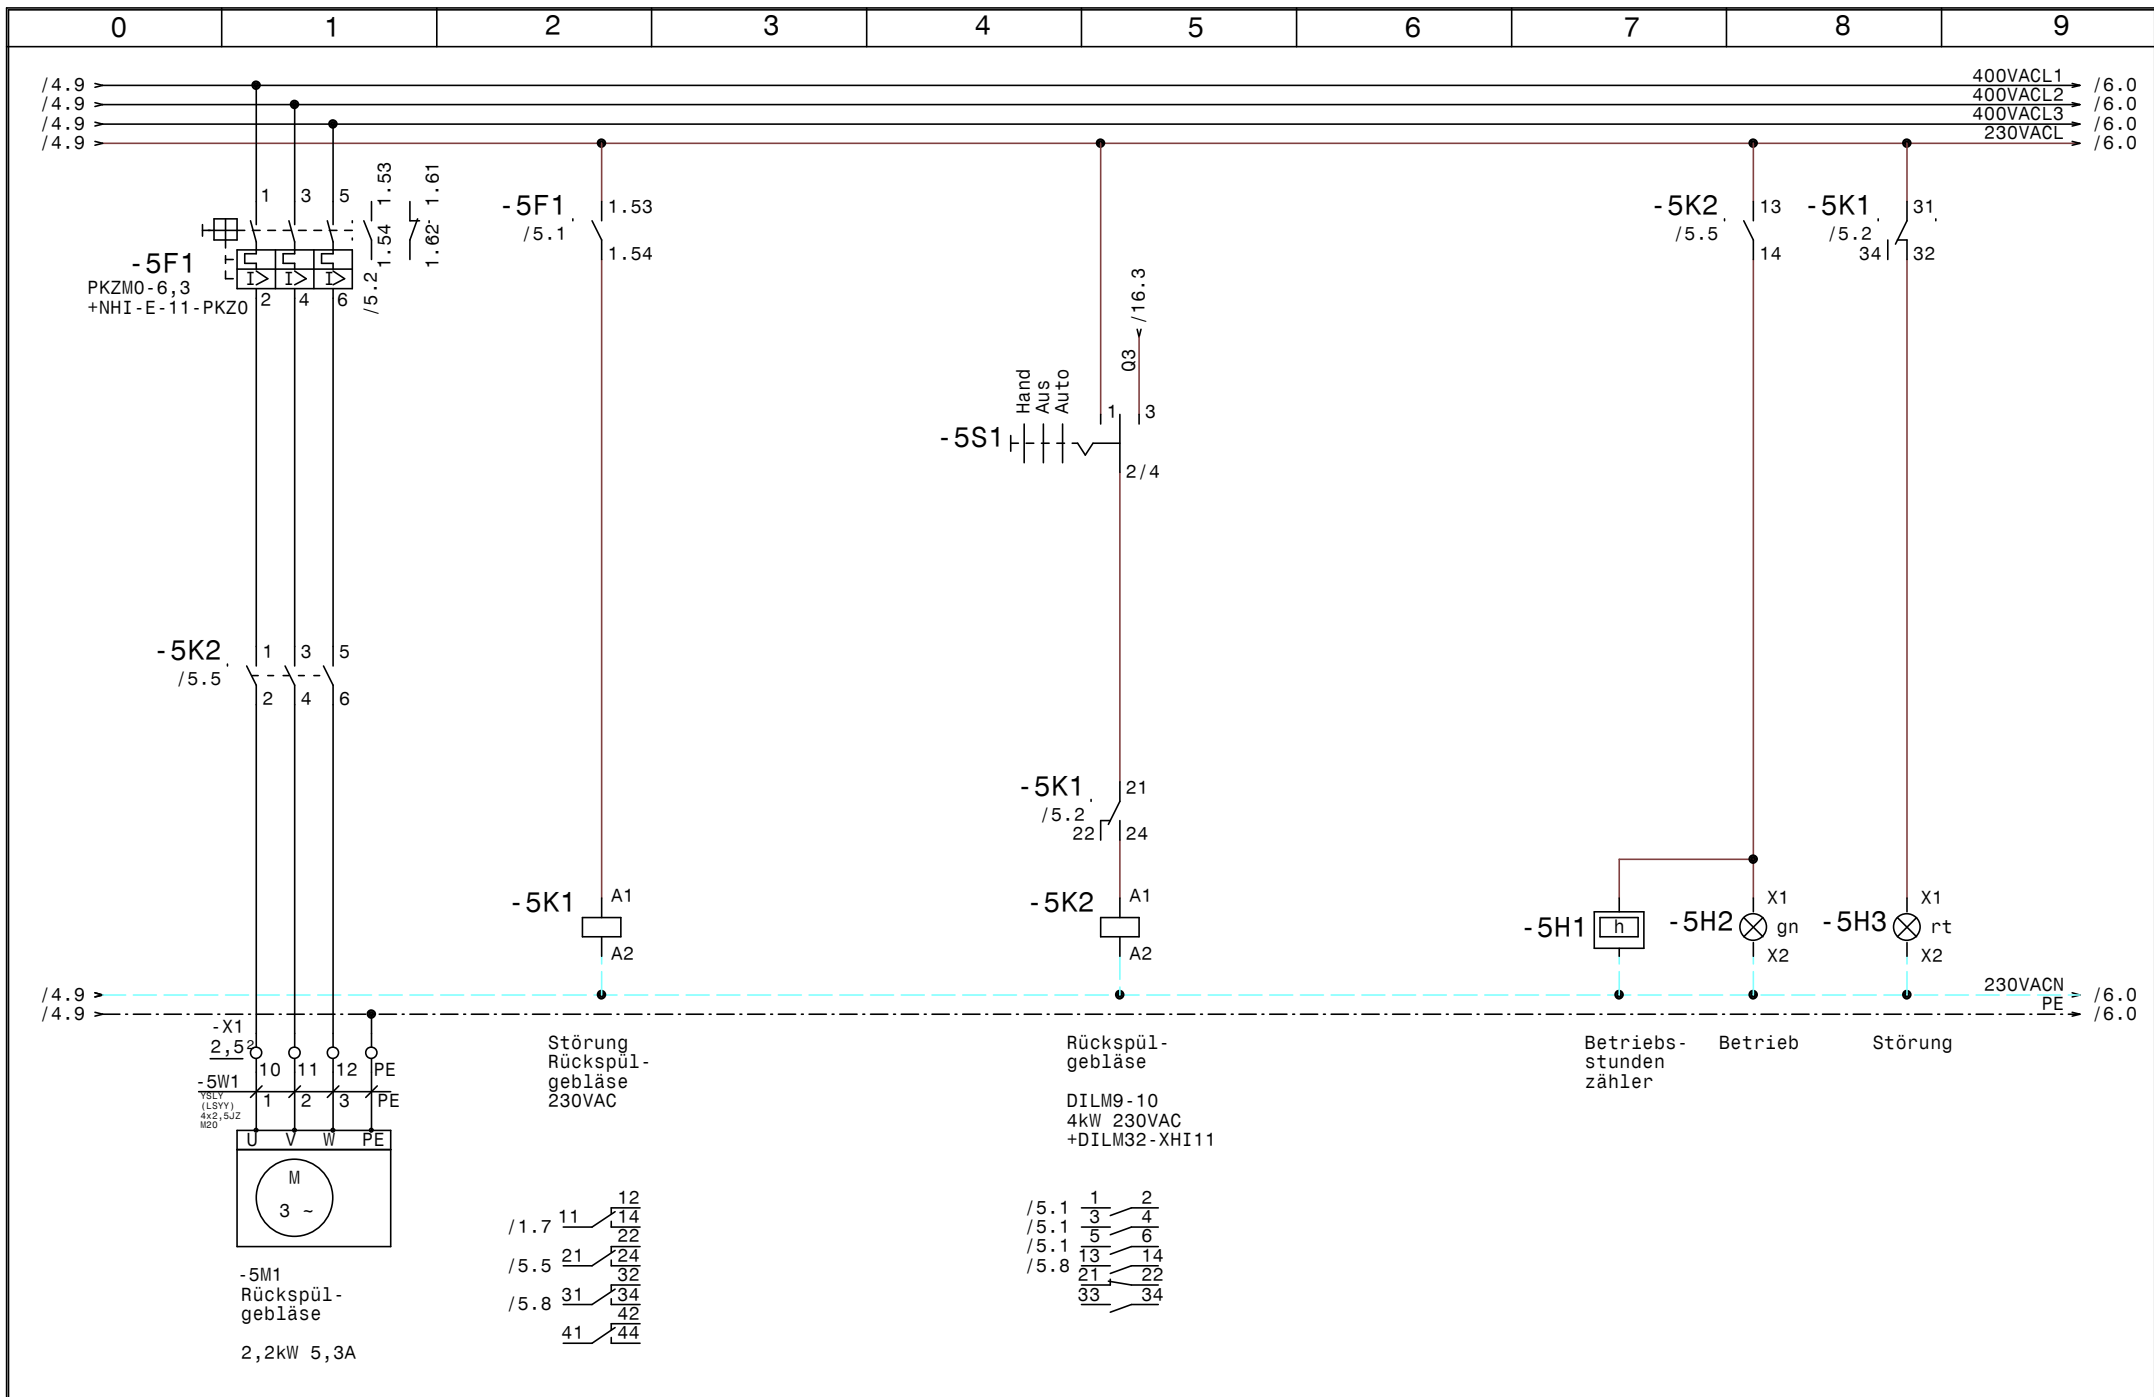 0 1 2 3 4 5 6 7 8 9
/4.9 400VACL1 /6.0
/4.9 400VACL2 /6.0
/4.9 400VACL3 /6.0
/4.9 230VACL /6.0
1 3 5 1.53 1.61
1.54 1.62
-5F1
PKZM0-6,3
+NHI-E-11-PKZ0
I> I> I>
2 4 6 /5.2
-5F1 1.53
/5.1
1.54
/16.3
Q3
Hand
Aus
Auto
1 3
-5S1
2/4
-5K2 13
/5.5
14
-5K1 31
/5.2
34 32
-5K2 1 3 5
/5.5
2 4 6
-5K1 21
/5.2
22 24
-5K1 A1
A2
-5K2 A1
A2
-5H1 h
-5H2 X1
gn
X2
-5H3 X1
rt
X2
/4.9 230VACN /6.0
/4.9 PE /6.0
-X1
2,5²
10 11 12 PE
-5W1
YSLY
(LSYY)
4x2,5JZ
M20
1 2 3 PE
U V W PE
M
3 ~
-5M1
Rückspül-
gebläse
2,2kW 5,3A
Störung
Rückspül-
gebläse
230VAC
12
/1.7 11 14
22
/5.5 21 24
32
/5.8 31 34
42
41 44
Rückspül-
gebläse
DILM9-10
4kW 230VAC
+DILM32-XHI11
/5.1 1 2
/5.1 3 4
/5.1 5 6
/5.8 13 14
21 22
33 34
Betriebs-
stunden
zähler
Betrieb
Störung